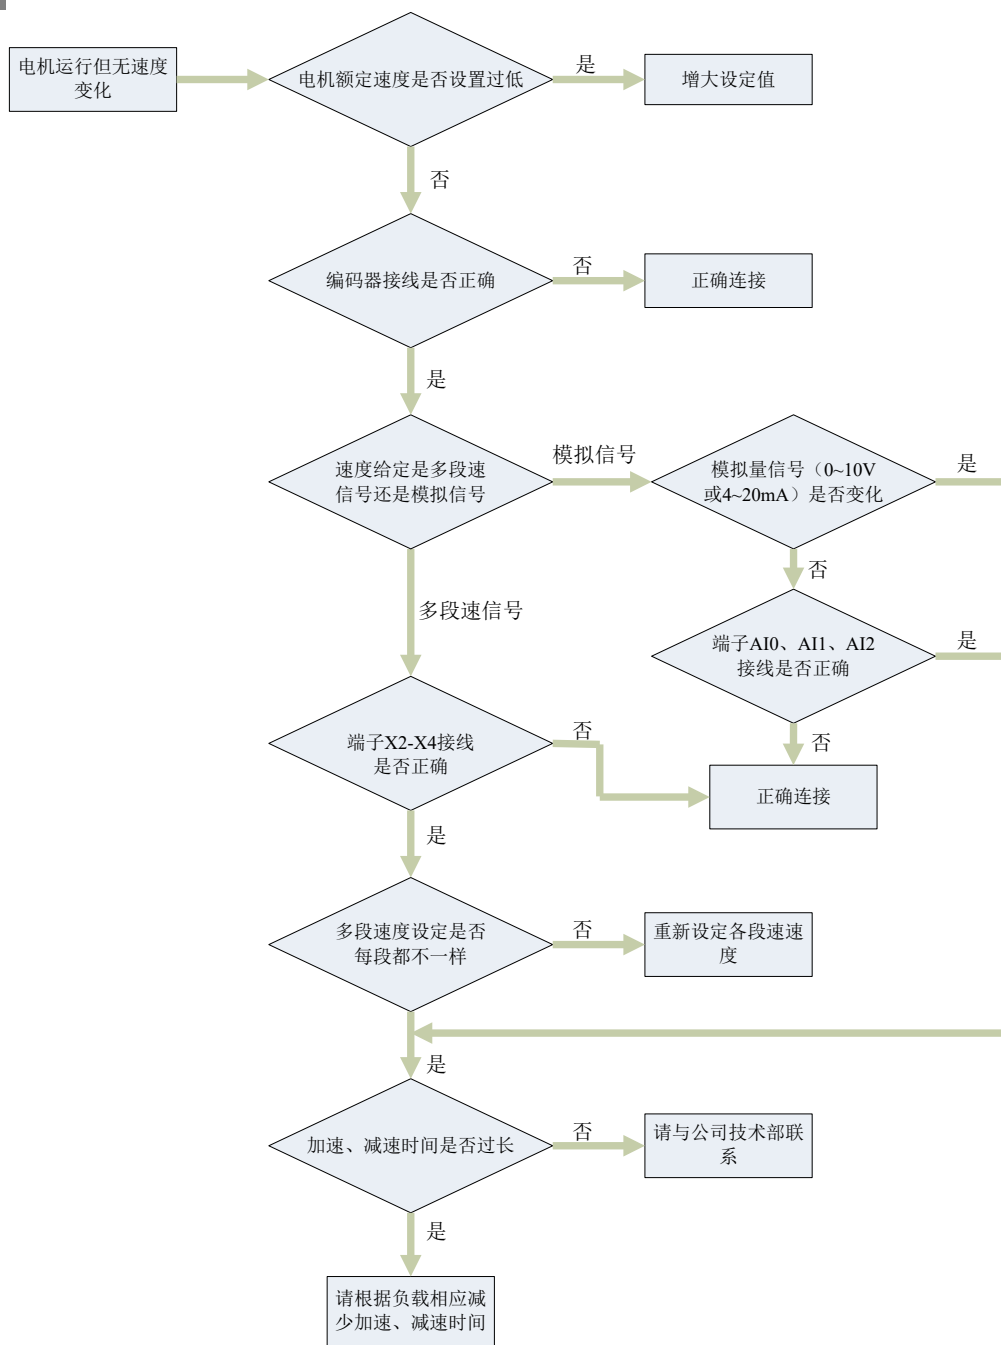 电机运行但无速度
变化
电机额定速度是否设置过低
是
增大设定值
否
编码器接线是否正确
否
正确连接
是
速度给定是多段速
信号还是模拟信号
模拟信号
模拟量信号（0~10V
或4~20mA）是否变化
是
否
多段速信号
端子AI0、AI1、AI2
接线是否正确
是
否
端子X2-X4接线
是否正确
否
正确连接
是
多段速度设定是否
每段都不一样
否
重新设定各段速速
度
是
加速、减速时间是否过长
否
请与公司技术部联
系
是
请根据负载相应减
少加速、减速时间